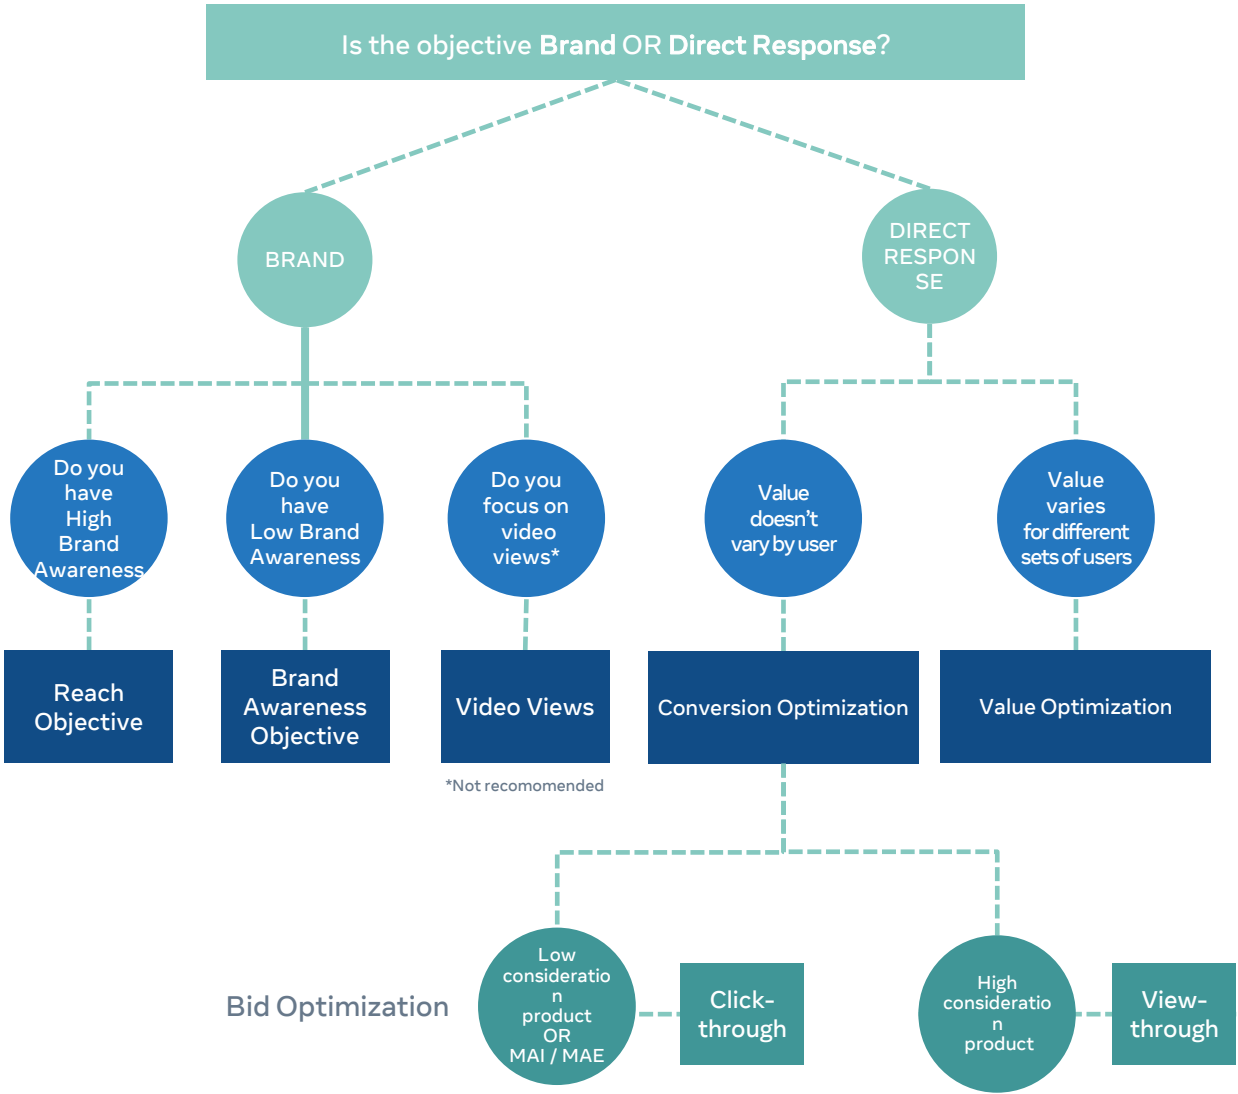 Is the objective Brand OR Direct Response?
BRAND
DIRECT
RESPON
SE
Do you
have
High
Brand
Awareness
Do you
have
Low Brand
Awareness
Do you
focus on
video
views*
Value
doesn't
vary by user
Value
varies
for different
sets of users
Reach
Objective
Brand
Awareness
Objective
Video Views
Conversion Optimization
Value Optimization
*Not recomomended
Bid Optimization
Low
consideratio
n
product
OR
MAI / MAE
Click-
through
High
consideratio
n
product
View-
through